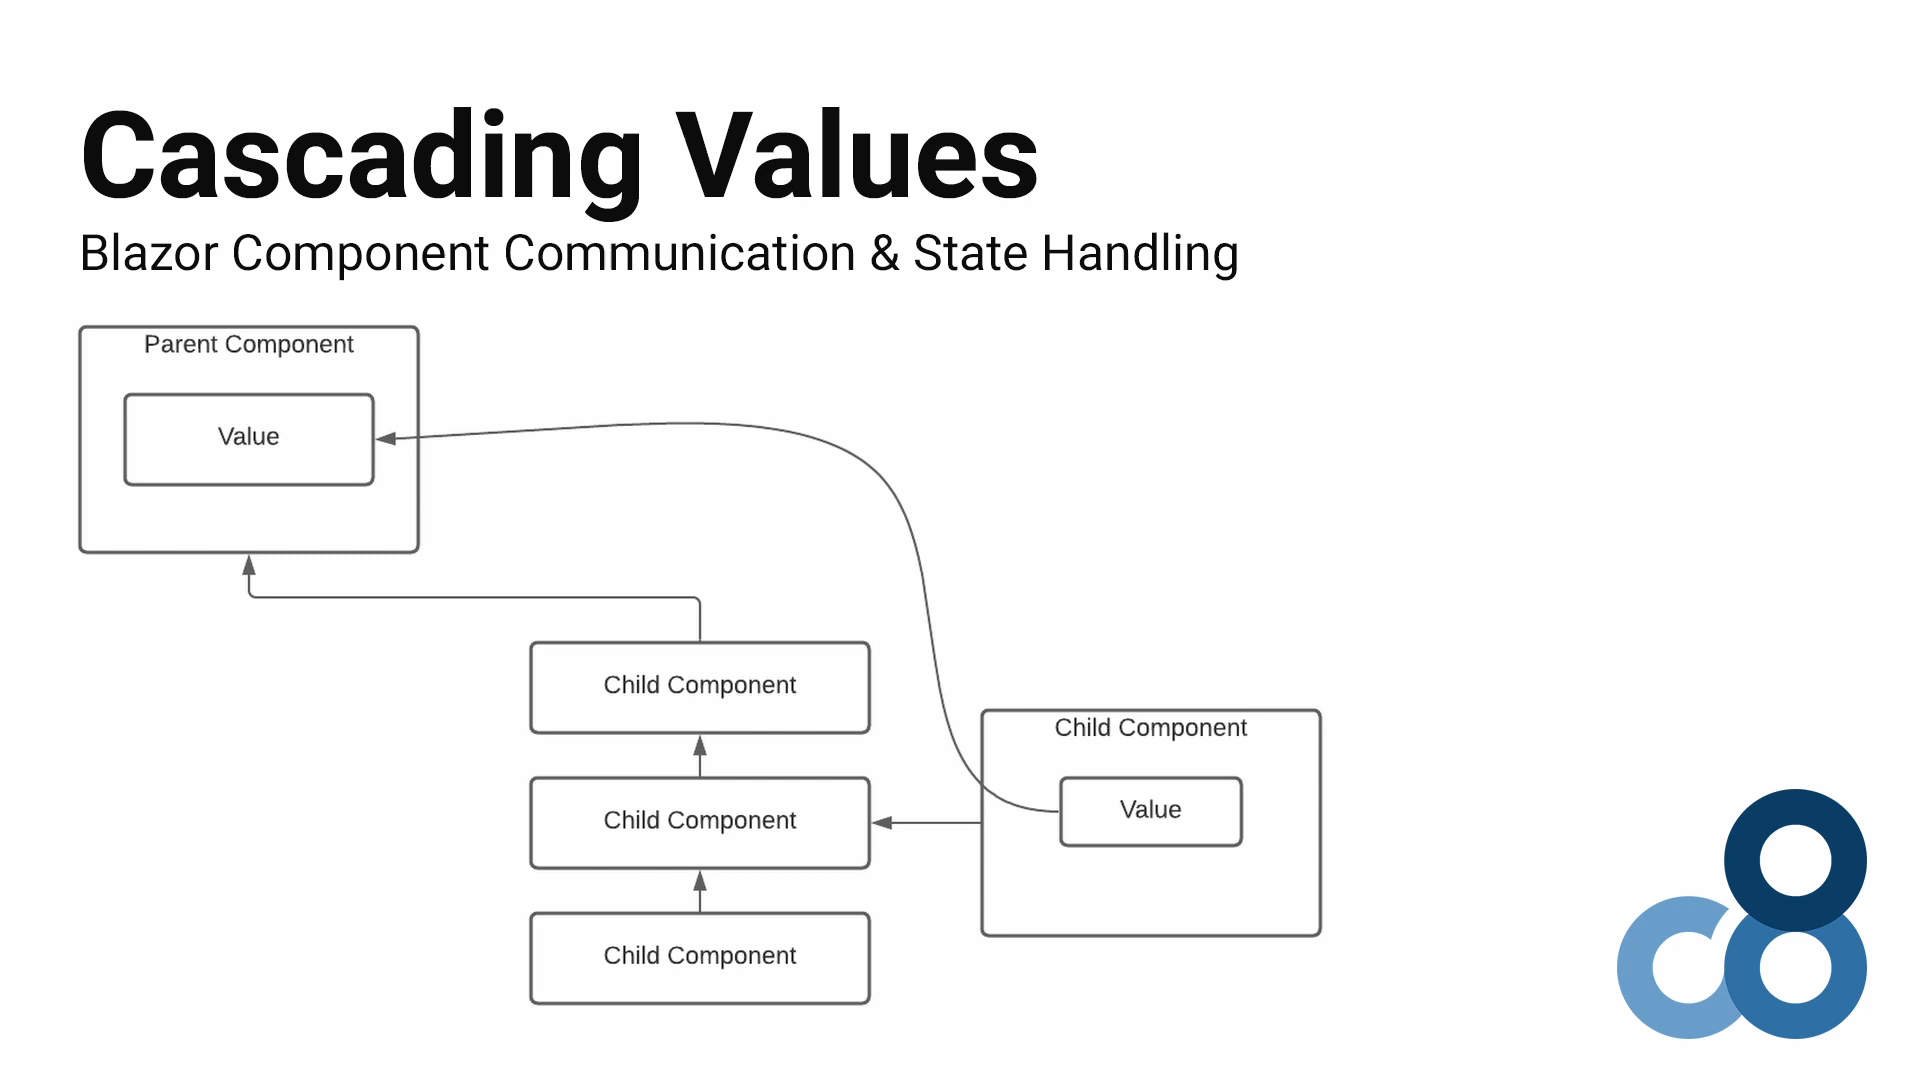 Cascading Values
Blazor Component Communication & State Handling
Parent Component
Value
Child Component
Child Component
Value
Child Component
Child Component